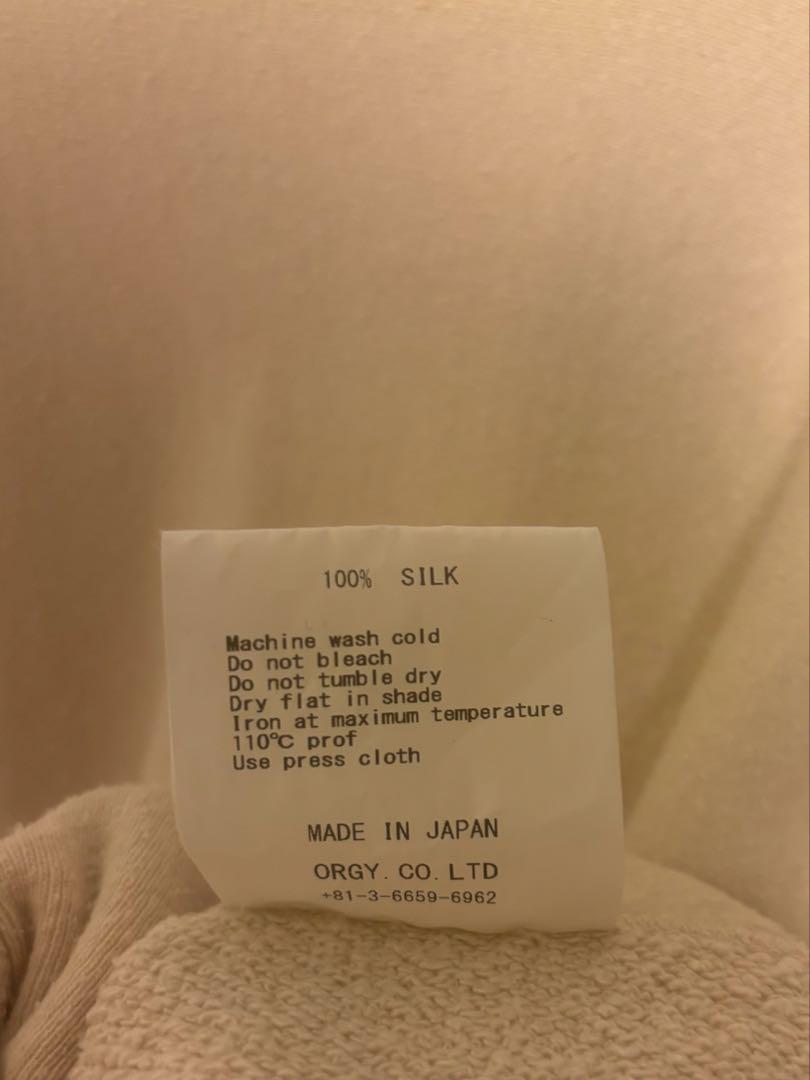 100% SILK
Machine wash cold
Do not bleach
Do not tumble dry
Dry flat in shade
Iron at maximum temperature
110℃ prof
Use press cloth
MADE IN JAPAN
ORGY. CO. LTD
+81-3-6659-6962